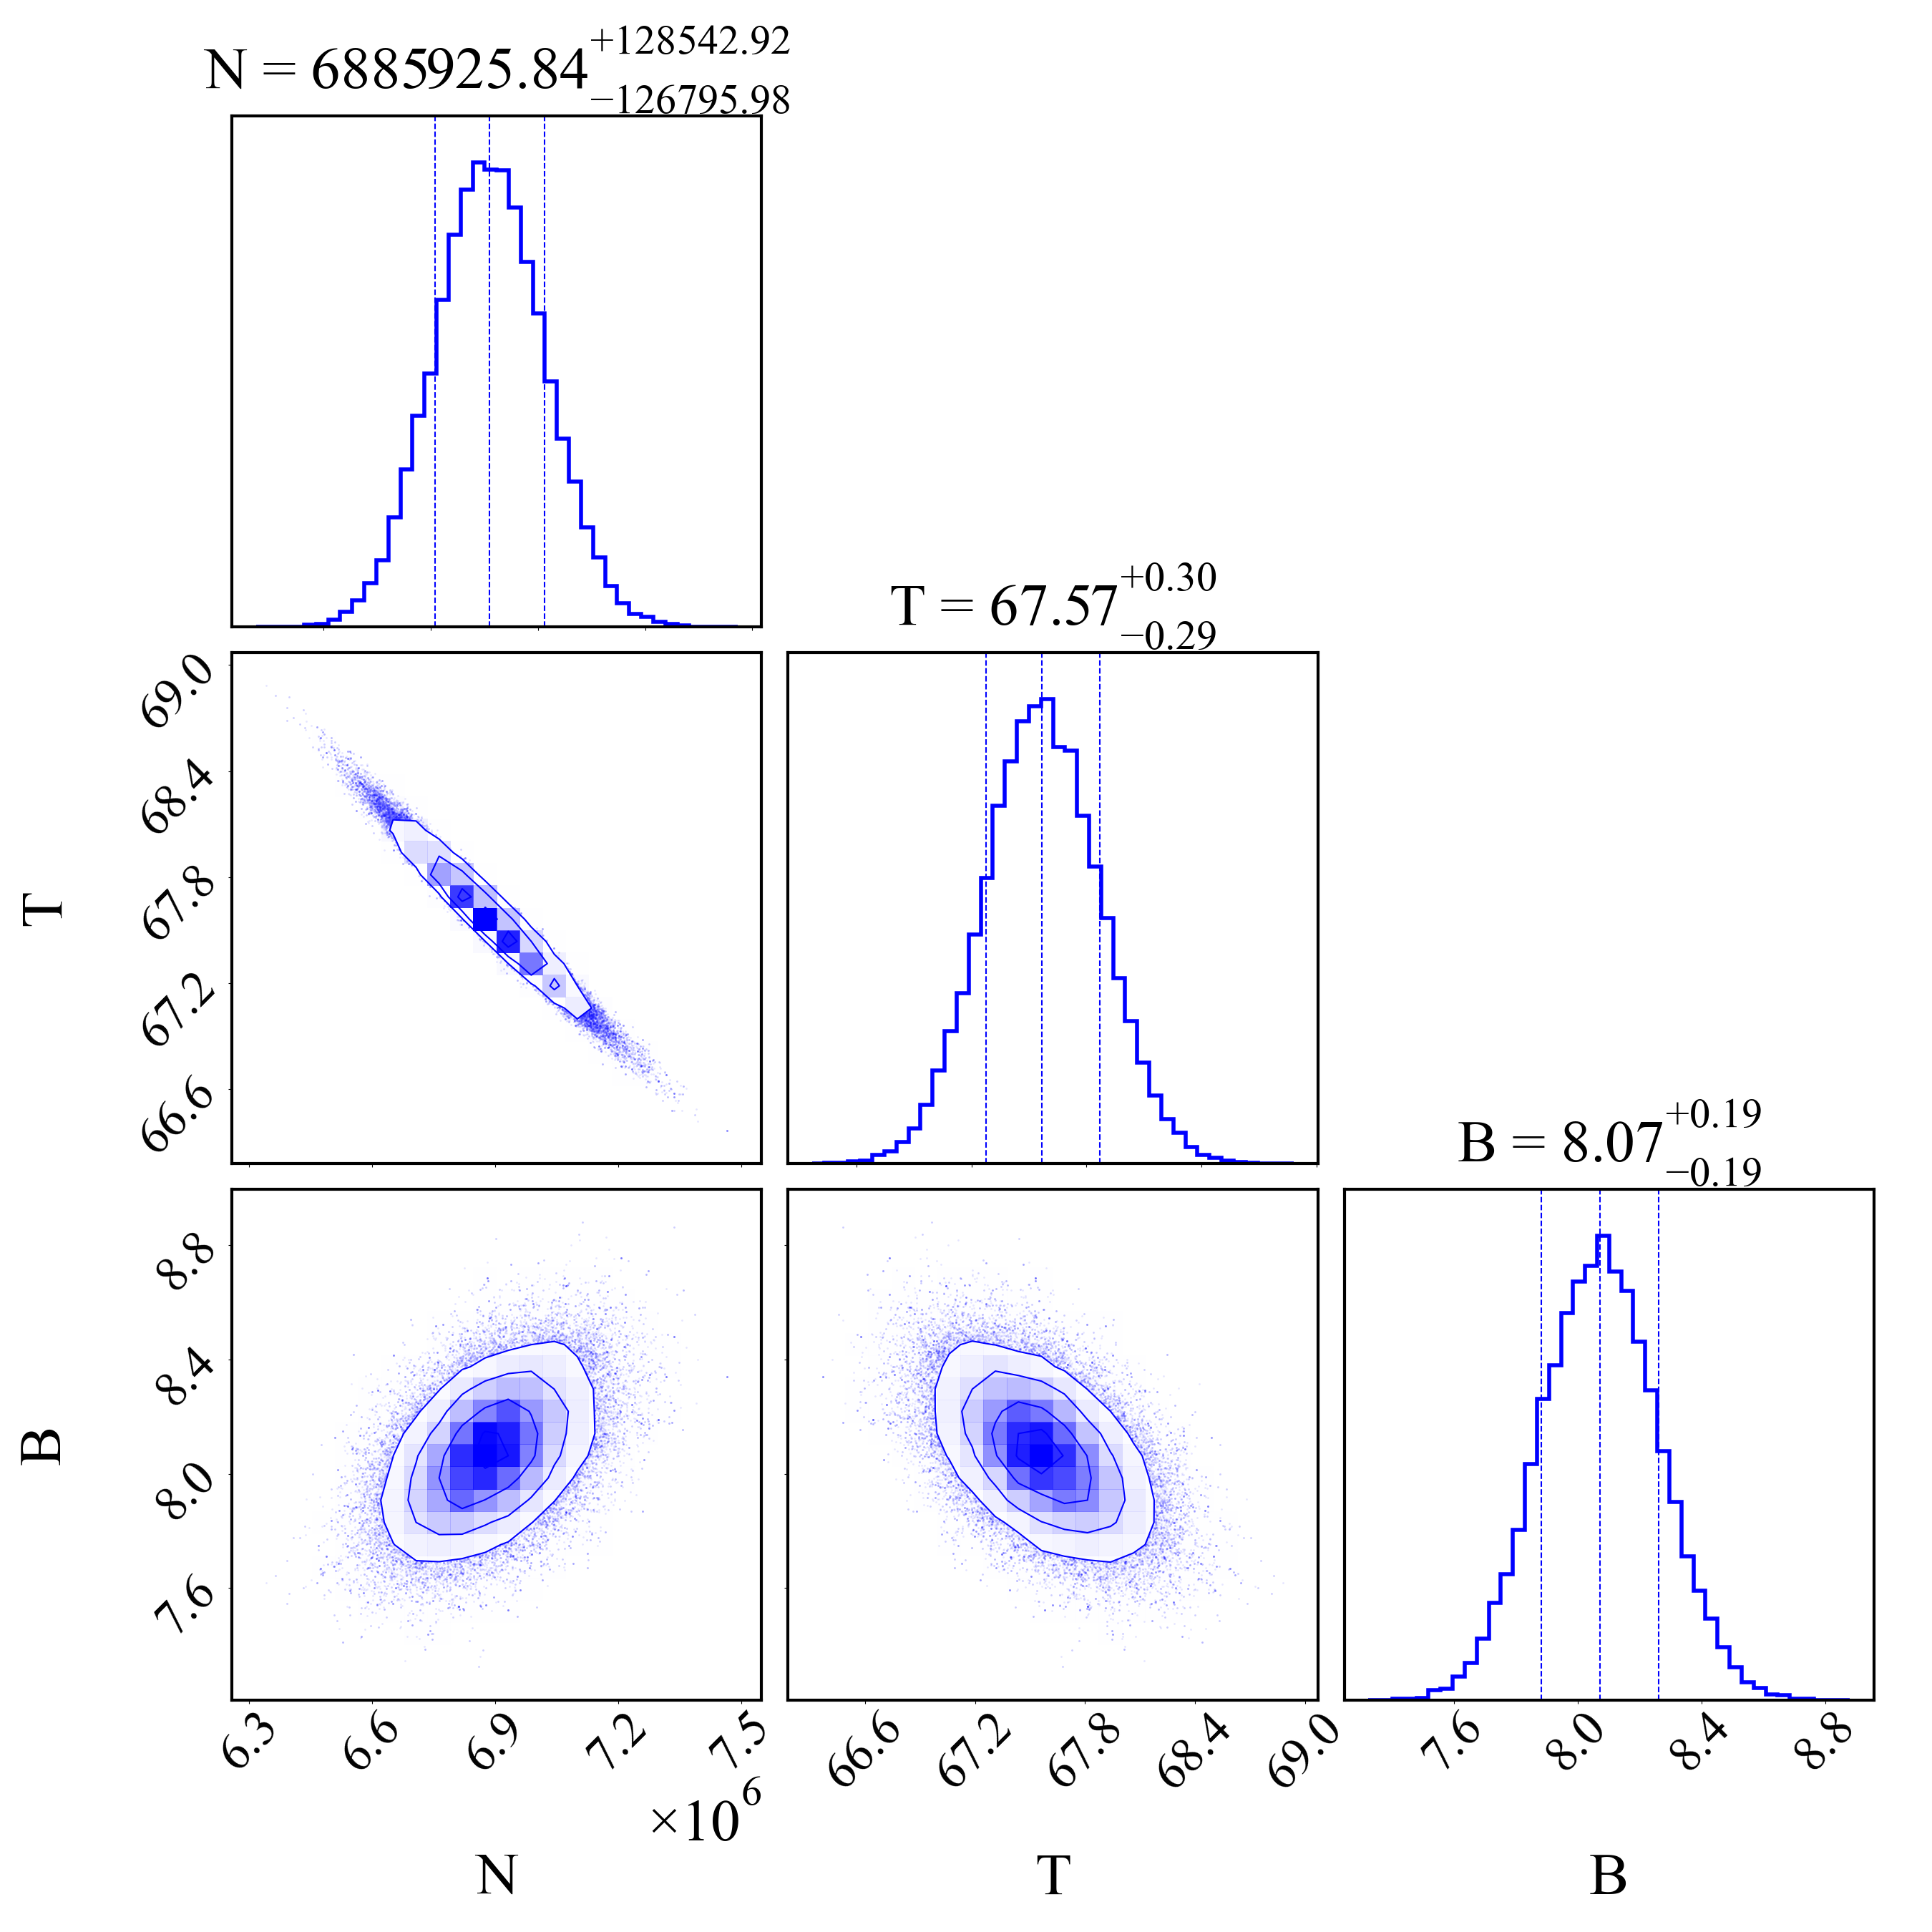 N = 6885925.84 +128542.92 −126795.98
T = 67.57 +0.30 −0.29
69.0
68.4
67.8
67.2
66.6
T
B = 8.07 +0.19 −0.19
8.8
8.4
8.0
7.6
B
6.3 6.6 6.9 7.2 7.5
66.6 67.2 67.8 68.4 69.0
7.6 8.0 8.4 8.8
×10⁶
N T B